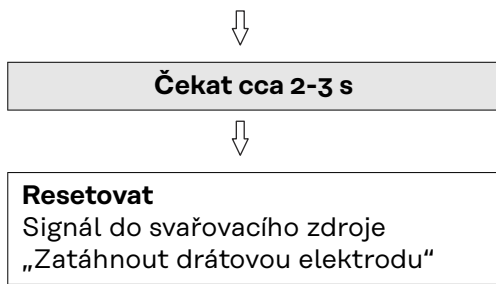 Čekat cca 2-3 s
Resetovat
Signál do svařovacího zdroje
„Zatáhnout drátovou elektrodu“